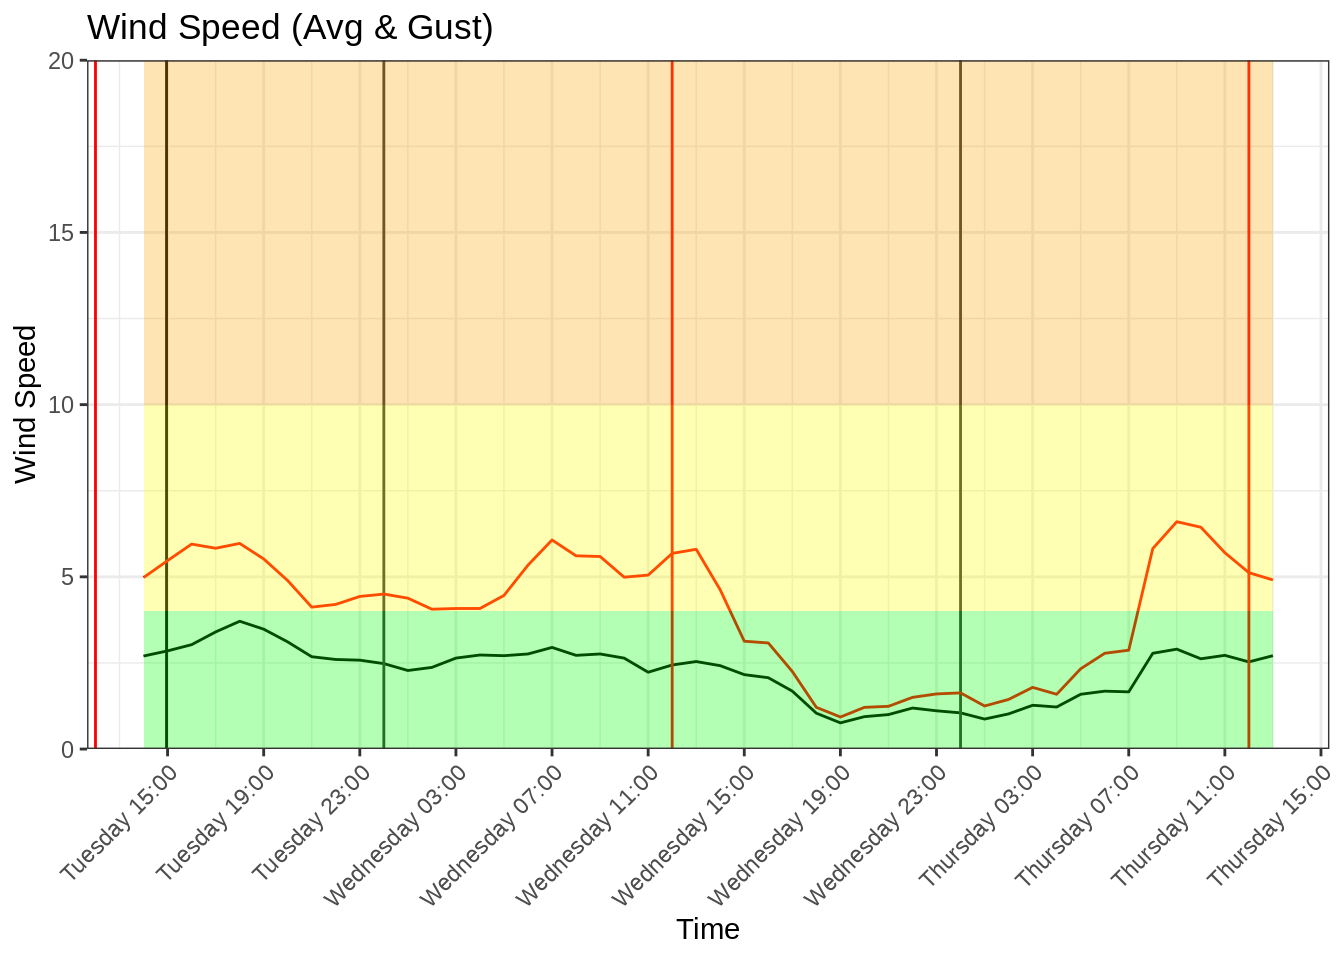 Wind Speed (Avg & Gust)
20
15
10
5
0
Wind Speed
Tuesday 15:00
Tuesday 19:00
Tuesday 23:00
Wednesday 03:00
Wednesday 07:00
Wednesday 11:00
Wednesday 15:00
Wednesday 19:00
Wednesday 23:00
Thursday 03:00
Thursday 07:00
Thursday 11:00
Thursday 15:00
Time